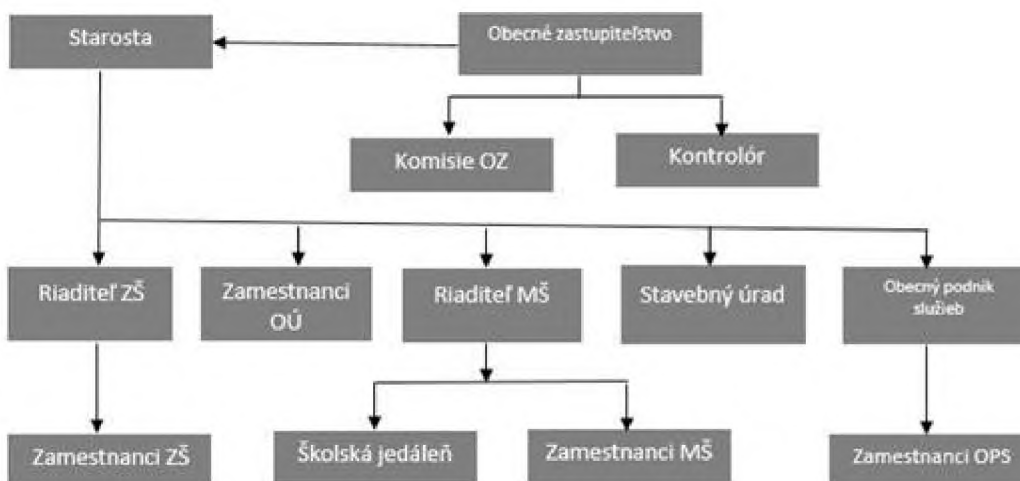 Starosta
Obecné zastupiteľstvo
Komisie OZ
Kontrolór
Riaditeľ ZŠ
Zamestnanci
OÚ
Riaditeľ MŠ
Stavebný úrad
Obecný podnik
služieb
Zamestnanci ZŠ
Školská jedáleň
Zamestnanci MŠ
Zamestnanci OPS